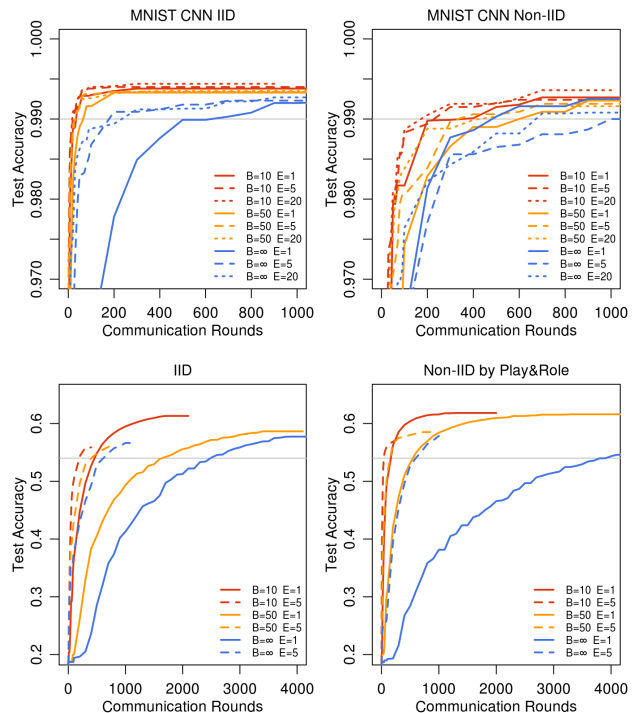 MNIST CNN IID
Test Accuracy
1.000
0.990
0.980
0.970
B=10 E=1
B=10 E=5
B=10 E=20
B=50 E=1
B=50 E=5
B=50 E=20
B=∞ E=1
B=∞ E=5
B=∞ E=20
0 200 400 600 800 1000
Communication Rounds
MNIST CNN Non-IID
Test Accuracy
1.000
0.990
0.980
0.970
B=10 E=1
B=10 E=5
B=10 E=20
B=50 E=1
B=50 E=5
B=50 E=20
B=∞ E=1
B=∞ E=5
B=∞ E=20
0 200 400 600 800 1000
Communication Rounds
IID
Test Accuracy
0.6
0.5
0.4
0.3
0.2
B=10 E=1
B=10 E=5
B=50 E=1
B=50 E=5
B=∞ E=1
B=∞ E=5
0 1000 2000 3000 4000
Communication Rounds
Non-IID by Play&Role
Test Accuracy
0.6
0.5
0.4
0.3
0.2
B=10 E=1
B=10 E=5
B=50 E=1
B=50 E=5
B=∞ E=1
B=∞ E=5
0 1000 2000 3000 4000
Communication Rounds